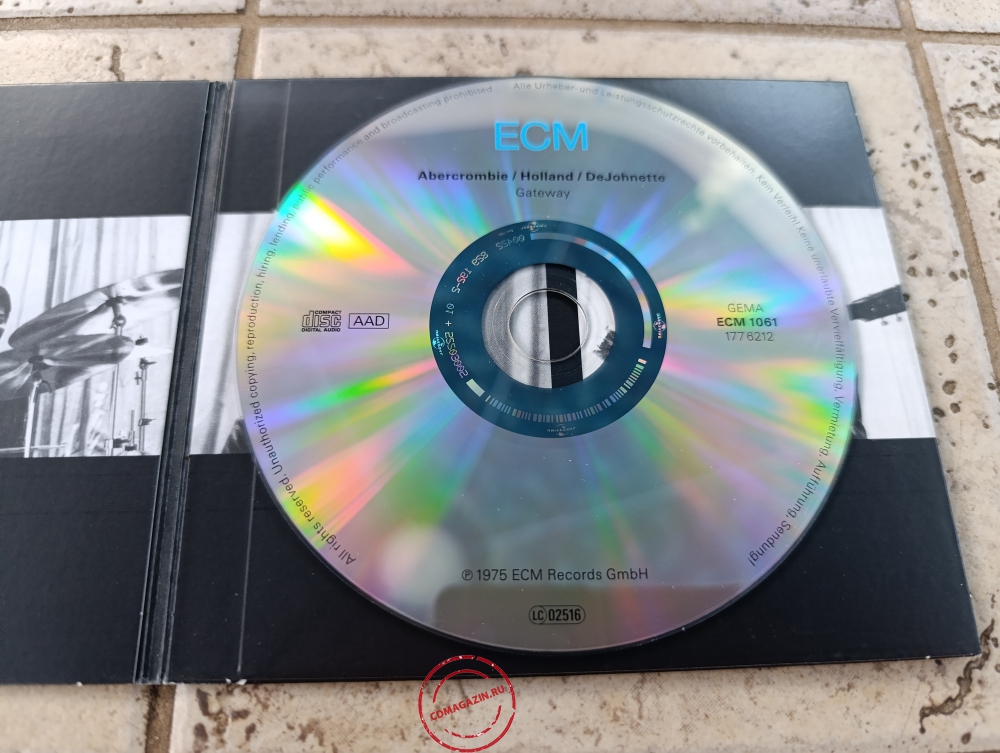 All rights reserved. Unauthorized copying, reproduction, hiring, lending, public performance and broadcasting prohibited
Alle Urheber- und Leistungsschutzrechte vorbehalten. Kein Verleih! Keine unerlaubte Vervielfältigung, Vermietung, Aufführung, Sendung!
ECM
Abercrombie / Holland / DeJohnette
Gateway
COMPACT
disc
DIGITAL AUDIO
AAD
GEMA
ECM 1061
177 6212
℗ 1975 ECM Records GmbH
LC 02516
CDMAGAZIN.RU